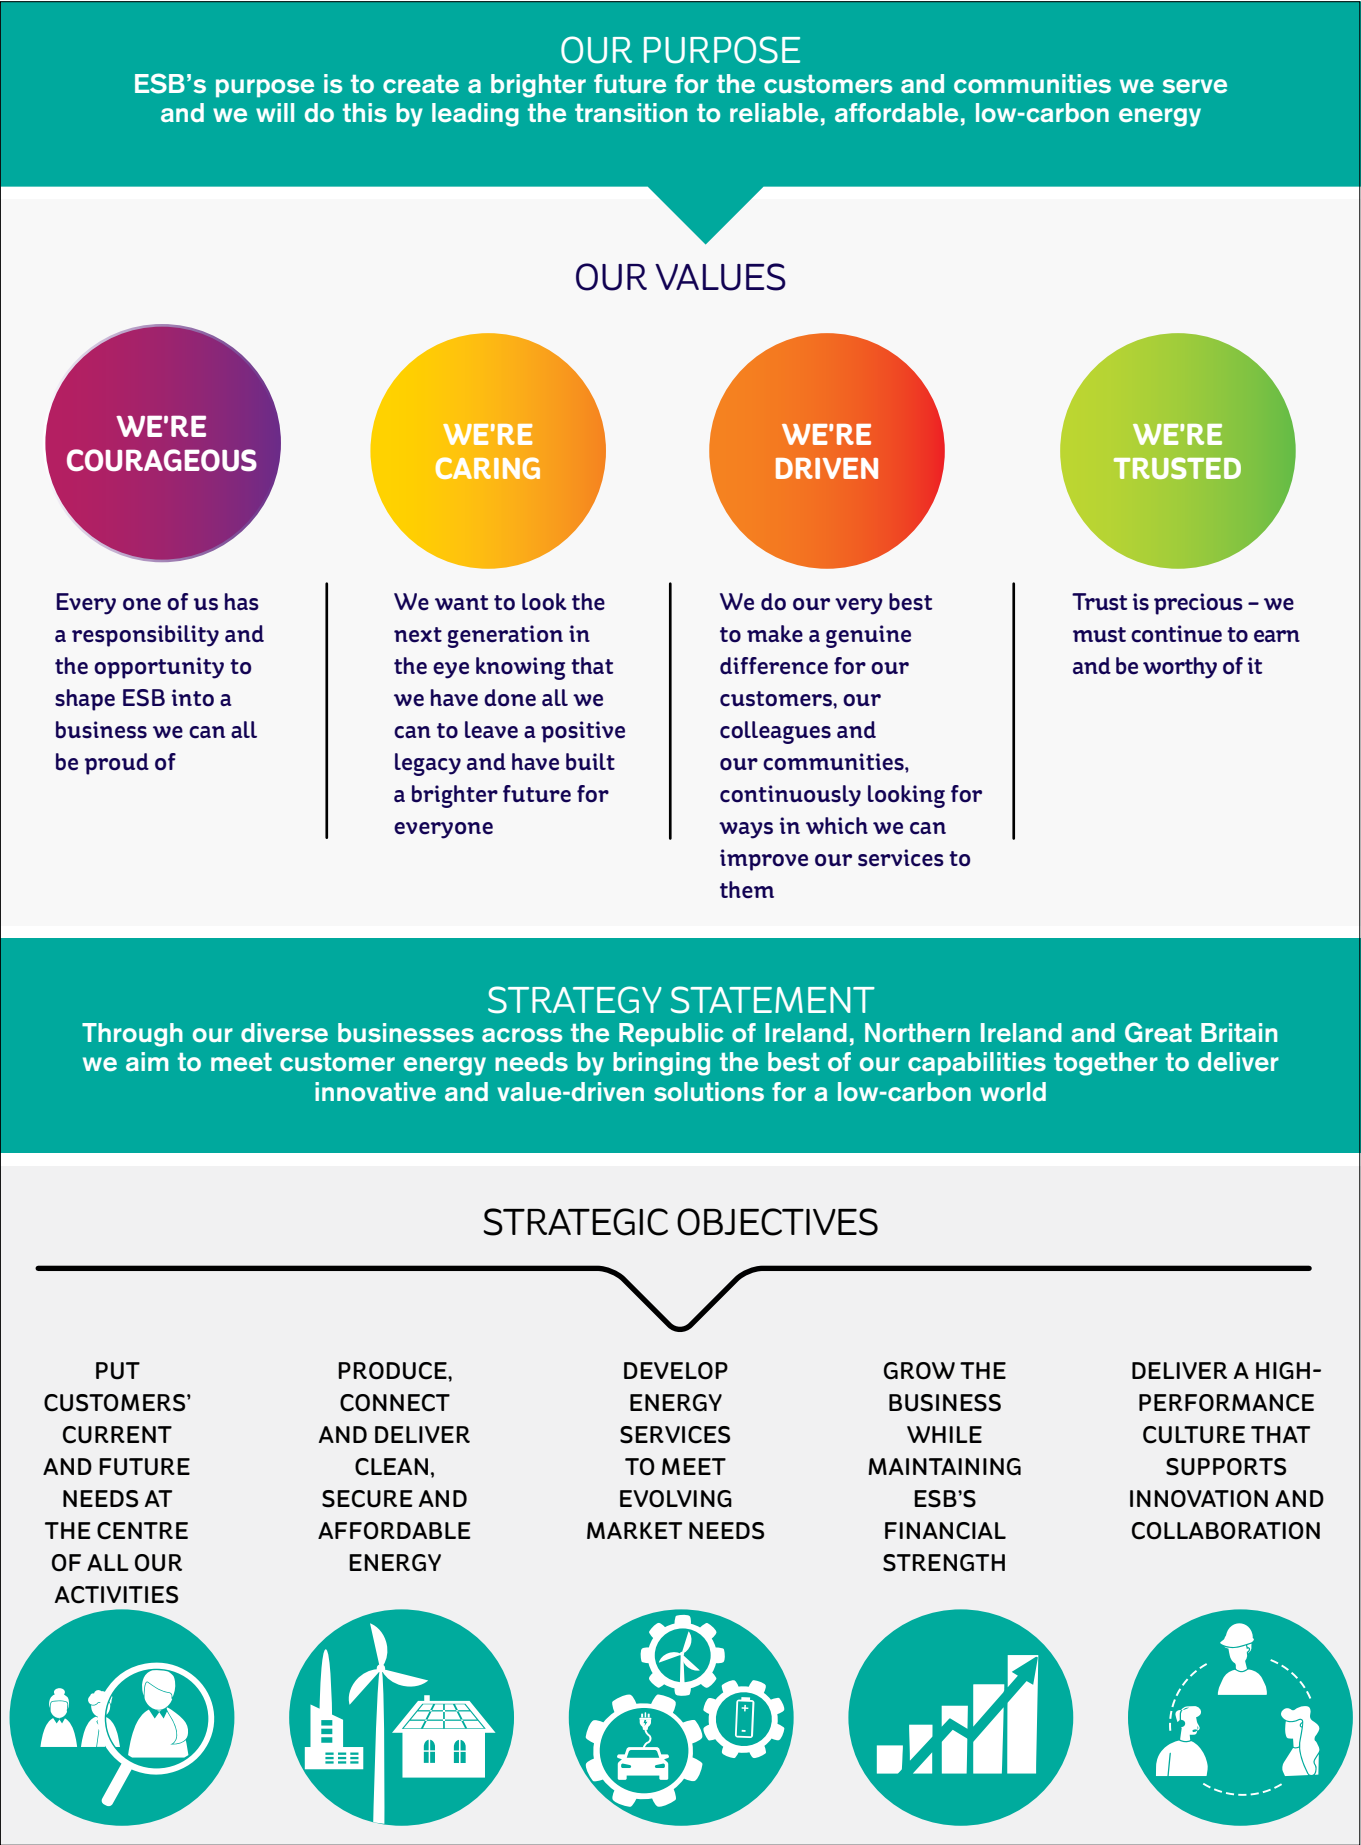 OUR PURPOSE
ESB's purpose is to create a brighter future for the customers and communities we serve
and we will do this by leading the transition to reliable, affordable, low-carbon energy
OUR VALUES
WE'RE
COURAGEOUS
Every one of us has
a responsibility and
the opportunity to
shape ESB into a
business we can all
be proud of
WE'RE
CARING
We want to look the
next generation in
the eye knowing that
we have done all we
can to leave a positive
legacy and have built
a brighter future for
everyone
WE'RE
DRIVEN
We do our very best
to make a genuine
difference for our
customers, our
colleagues and
our communities,
continuously looking for
ways in which we can
improve our services to
them
WE'RE
TRUSTED
Trust is precious – we
must continue to earn
and be worthy of it
STRATEGY STATEMENT
Through our diverse businesses across the Republic of Ireland, Northern Ireland and Great Britain
we aim to meet customer energy needs by bringing the best of our capabilities together to deliver
innovative and value-driven solutions for a low-carbon world
STRATEGIC OBJECTIVES
PUT
CUSTOMERS'
CURRENT
AND FUTURE
NEEDS AT
THE CENTRE
OF ALL OUR
ACTIVITIES
PRODUCE,
CONNECT
AND DELIVER
CLEAN,
SECURE AND
AFFORDABLE
ENERGY
DEVELOP
ENERGY
SERVICES
TO MEET
EVOLVING
MARKET NEEDS
GROW THE
BUSINESS
WHILE
MAINTAINING
ESB'S
FINANCIAL
STRENGTH
DELIVER A HIGH-
PERFORMANCE
CULTURE THAT
SUPPORTS
INNOVATION AND
COLLABORATION